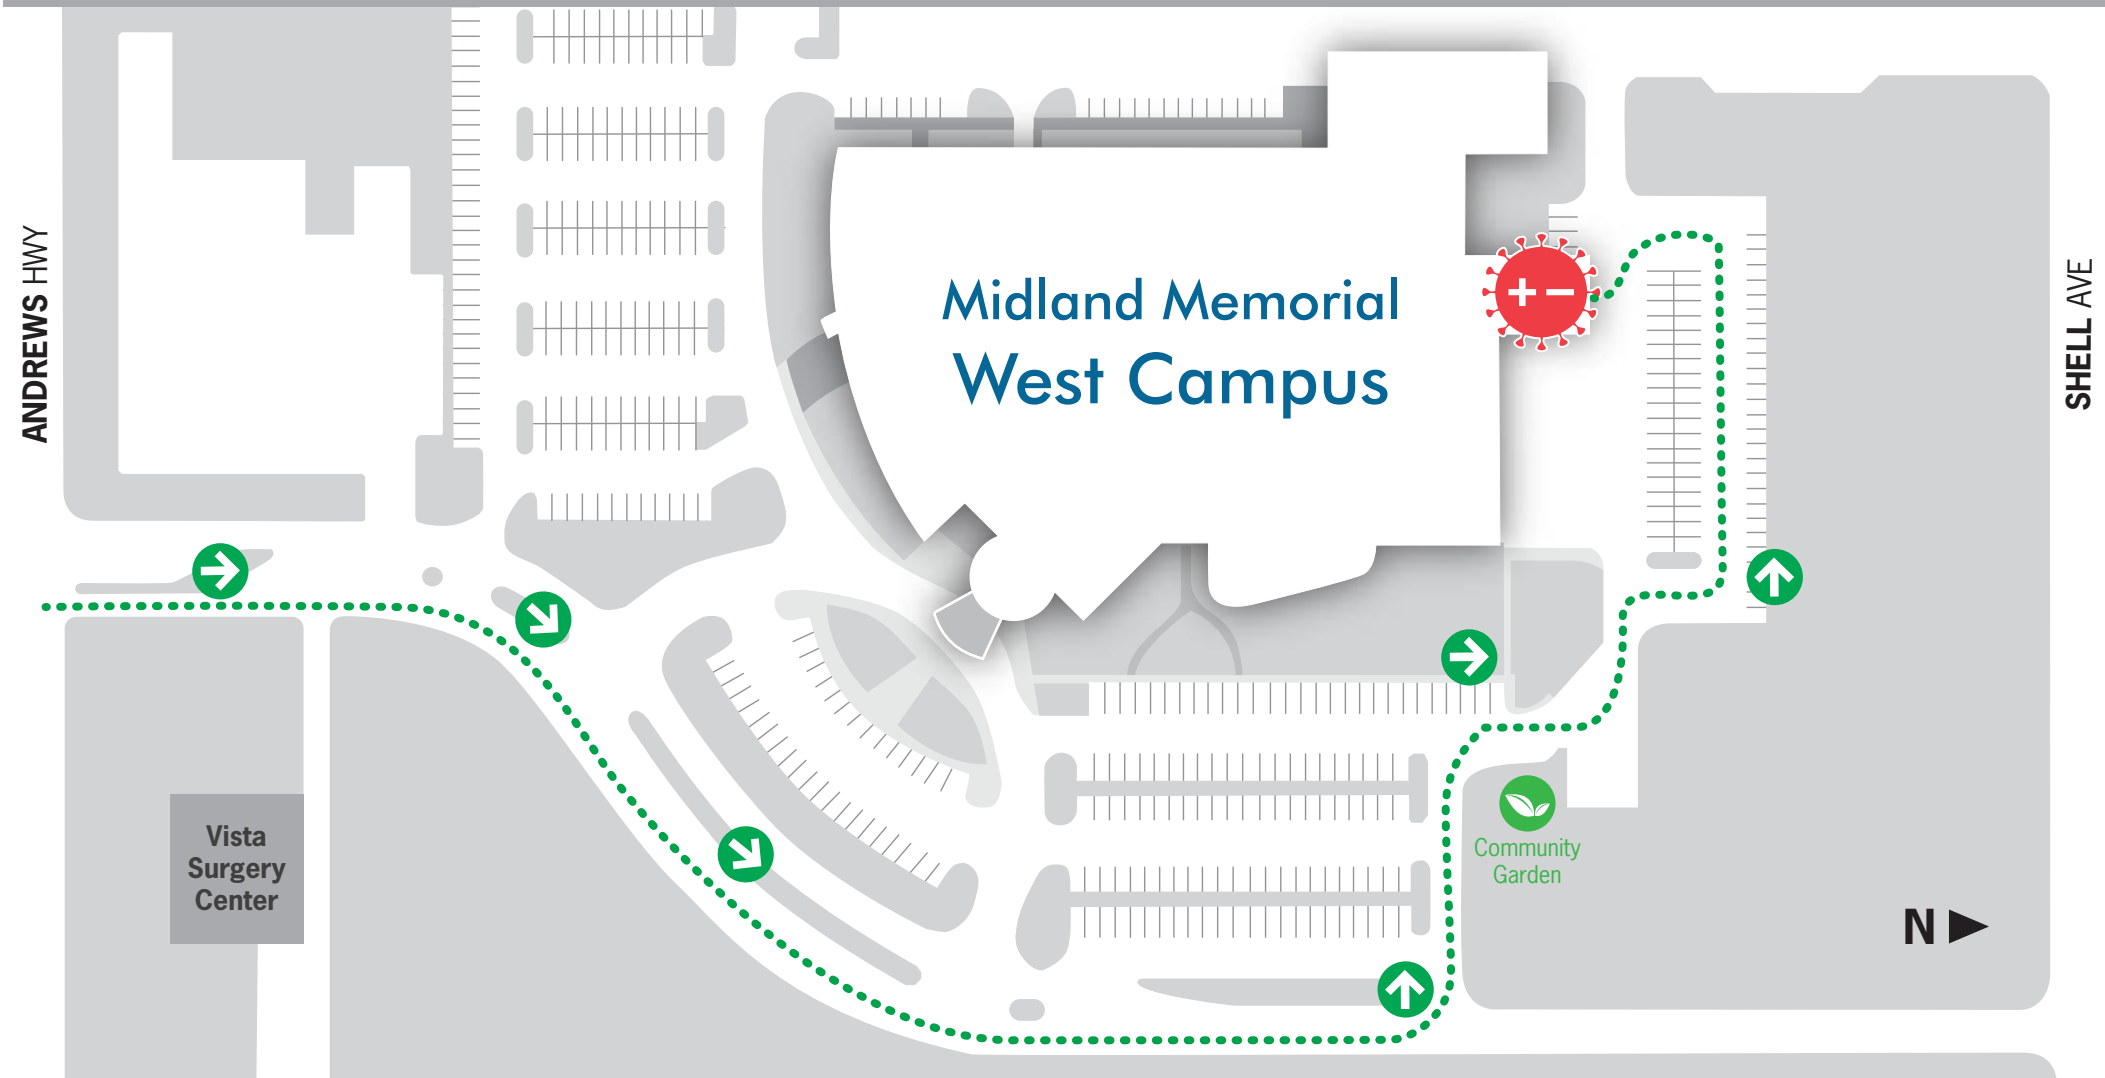 ANDREWS HWY
Midland Memorial
West Campus
+ −
SHELL AVE
Vista
Surgery
Center
Community
Garden
N